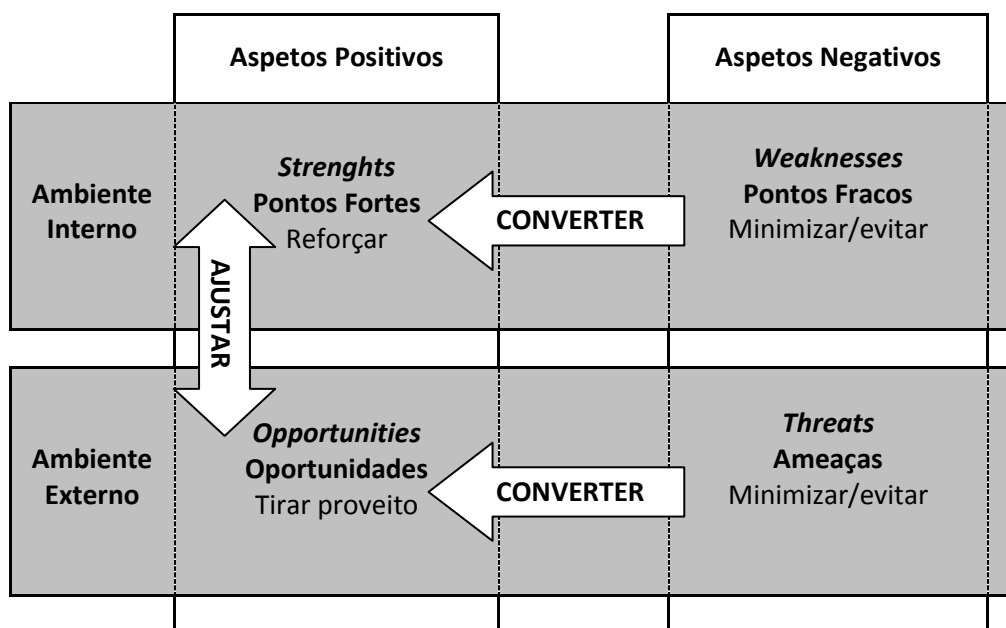 Aspetos Positivos
Aspetos Negativos
Ambiente
Interno
Strenghts
Pontos Fortes
Reforçar
CONVERTER
Weaknesses
Pontos Fracos
Minimizar/evitar
AJUSTAR
Ambiente
Externo
Opportunities
Oportunidades
Tirar proveito
CONVERTER
Threats
Ameaças
Minimizar/evitar